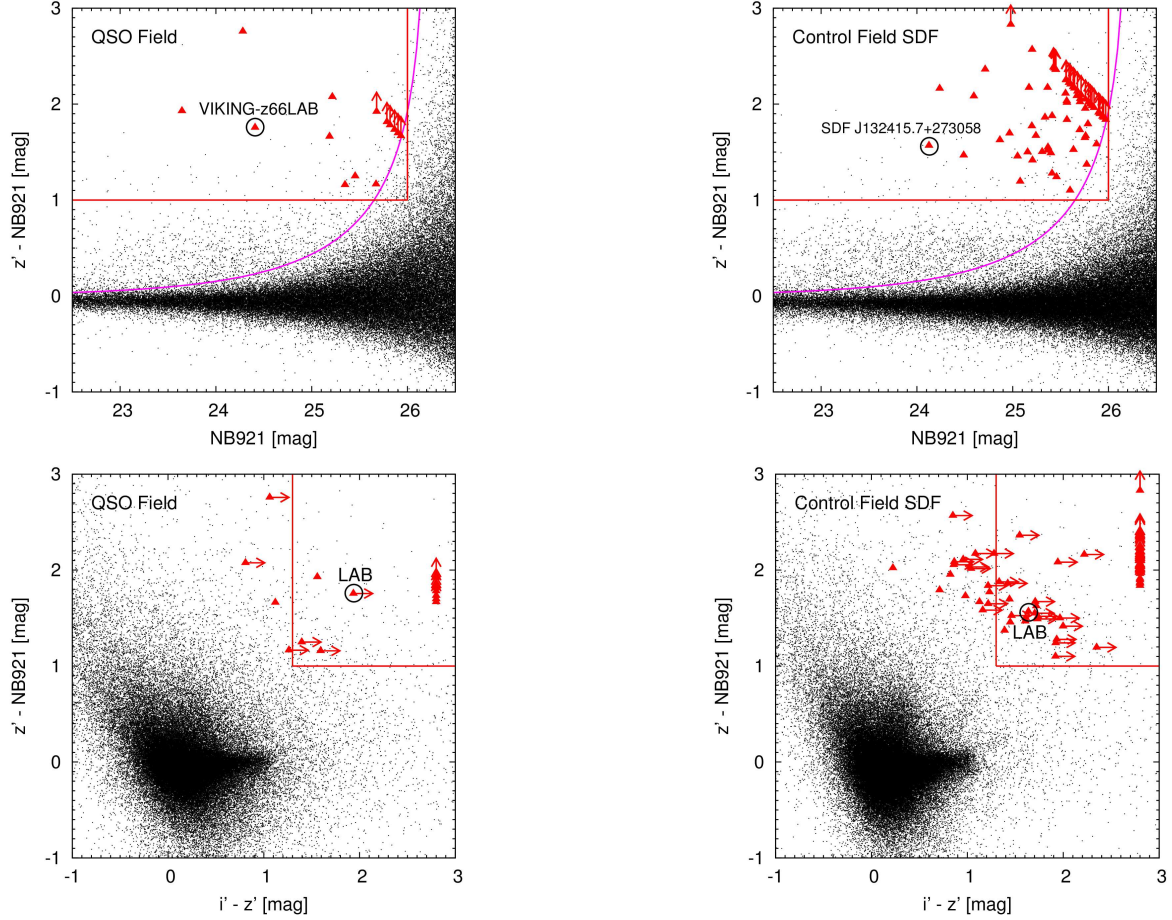 3
QSO Field
2
VIKING-z66LAB
1
0
-1
z' - NB921 [mag]
23
24
25
26
NB921 [mag]
3
Control Field SDF
2
SDF J132415.7+273058
1
0
-1
z' - NB921 [mag]
23
24
25
26
NB921 [mag]
3
QSO Field
2
LAB
1
0
-1
z' - NB921 [mag]
-1
0
1
2
3
i' - z' [mag]
3
Control Field SDF
2
LAB
1
0
-1
z' - NB921 [mag]
-1
0
1
2
3
i' - z' [mag]